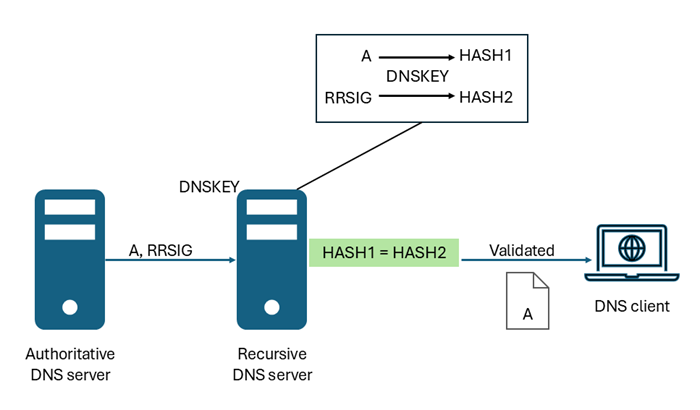 A HASH1
DNSKEY
RRSIG HASH2
DNSKEY
A, RRSIG
HASH1 = HASH2
Validated
A
DNS client
Authoritative
DNS server
Recursive
DNS server